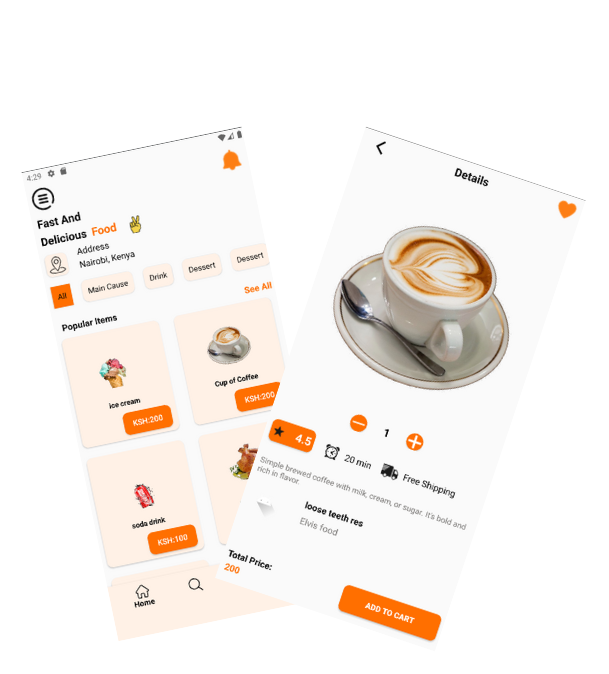 4:29
Fast And
Delicious Food ✌
Address
Nairobi, Kenya
All Main Cause Drink Dessert Dessert
Popular Items See All
ice cream
KSH:200
Cup of Coffee
KSH:200
soda drink
KSH:100
Home
Details
1
4.5 20 min Free Shipping
Simple brewed coffee with milk, cream, or sugar. It's bold and
rich in flavor.
loose teeth res
Elvis food
Total Price:
200
ADD TO CART